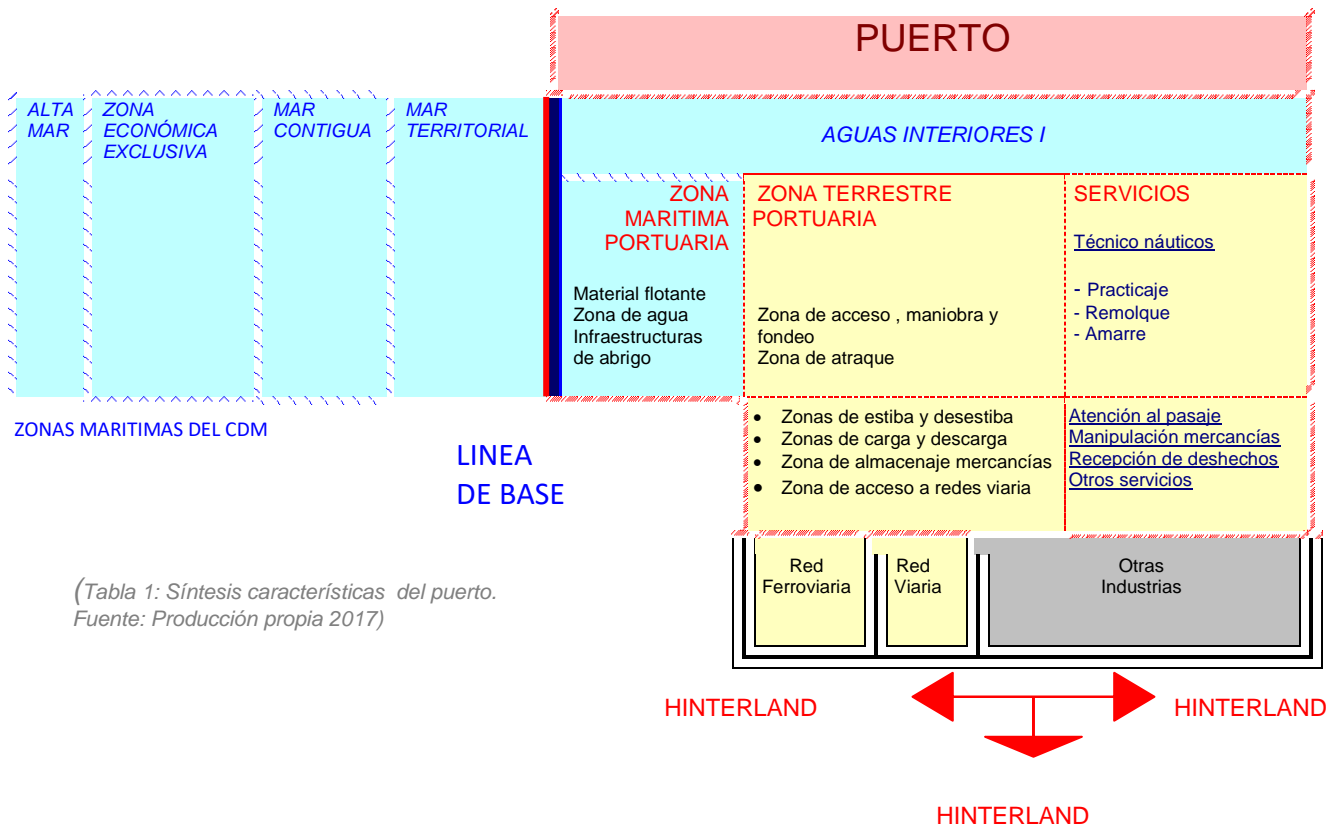 PUERTO
ALTA
MAR
ZONA
ECONÓMICA
EXCLUSIVA
MAR
CONTIGUA
MAR
TERRITORIAL
AGUAS INTERIORES I
ZONA
MARITIMA
PORTUARIA
Material flotante
Zona de agua
Infraestructuras
de abrigo
ZONA TERRESTRE
PORTUARIA
Zona de acceso , maniobra y
fondeo
Zona de atraque
SERVICIOS
Técnico náuticos
- Practicaje
- Remolque
- Amarre
ZONAS MARITIMAS DEL CDM
LINEA
DE BASE
• Zonas de estiba y desestiba
• Zonas de carga y descarga
• Zona de almacenaje mercancías
• Zona de acceso a redes viaria
Atención al pasaje
Manipulación mercancías
Recepción de deshechos
Otros servicios
Red
Ferroviaria
Red
Viaria
Otras
Industrias
(Tabla 1: Síntesis características del puerto.
Fuente: Producción propia 2017)
HINTERLAND
HINTERLAND
HINTERLAND